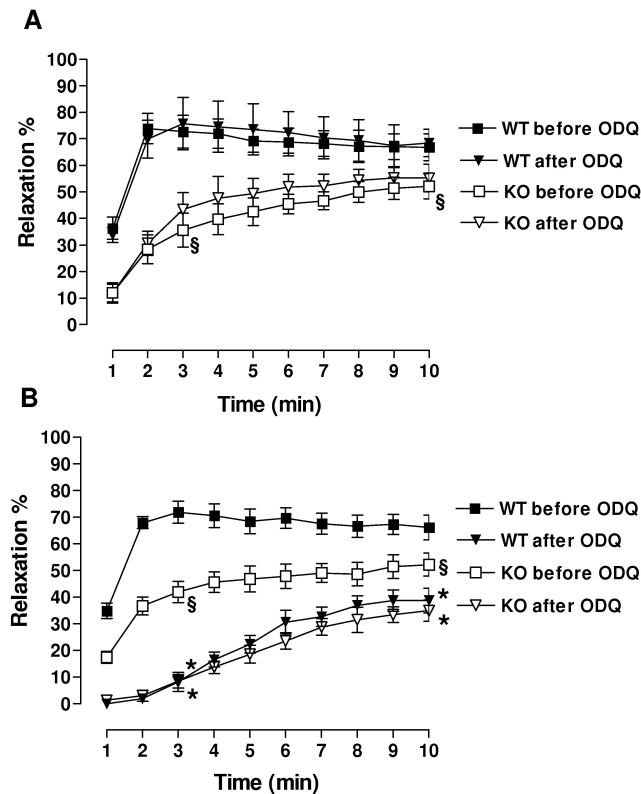 A
Relaxation %
100
90
80
70
60
50
40
30
20
10
0
§
§
WT before ODQ
WT after ODQ
KO before ODQ
KO after ODQ
1 2 3 4 5 6 7 8 9 10
Time (min)
B
Relaxation %
100
90
80
70
60
50
40
30
20
10
0
§
§
*
*
*
*
WT before ODQ
WT after ODQ
KO before ODQ
KO after ODQ
1 2 3 4 5 6 7 8 9 10
Time (min)